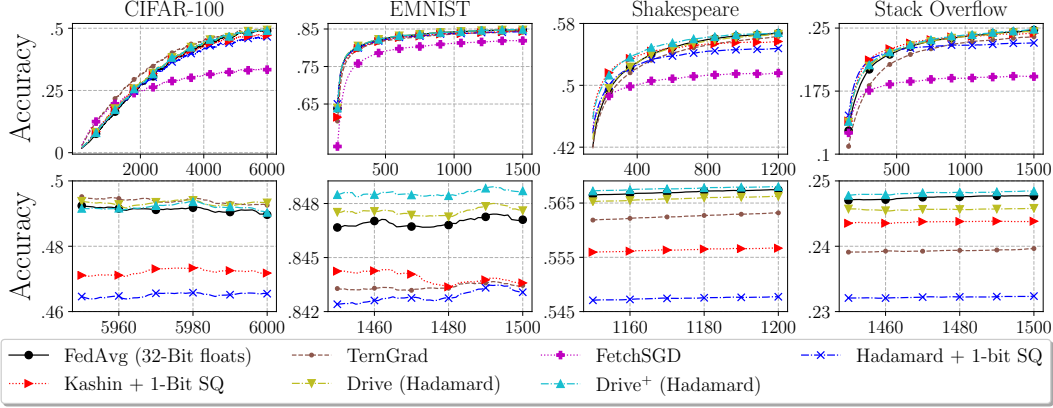 CIFAR-100 EMNIST Shakespeare Stack Overflow
Accuracy
.5
.25
0
2000 4000 6000
.85
.75
.65
500 1000 1500
.58
.5
.42
400 800 1200
.25
.175
.1
500 1000 1500
Accuracy
.5
.48
.46
5960 5980 6000
.848
.845
.842
1460 1480 1500
.565
.555
.545
1160 1180 1200
.25
.24
.23
1460 1480 1500
FedAvg (32-Bit floats) TernGrad FetchSGD Hadamard + 1-bit SQ
Kashin + 1-Bit SQ Drive (Hadamard) Drive⁺ (Hadamard)